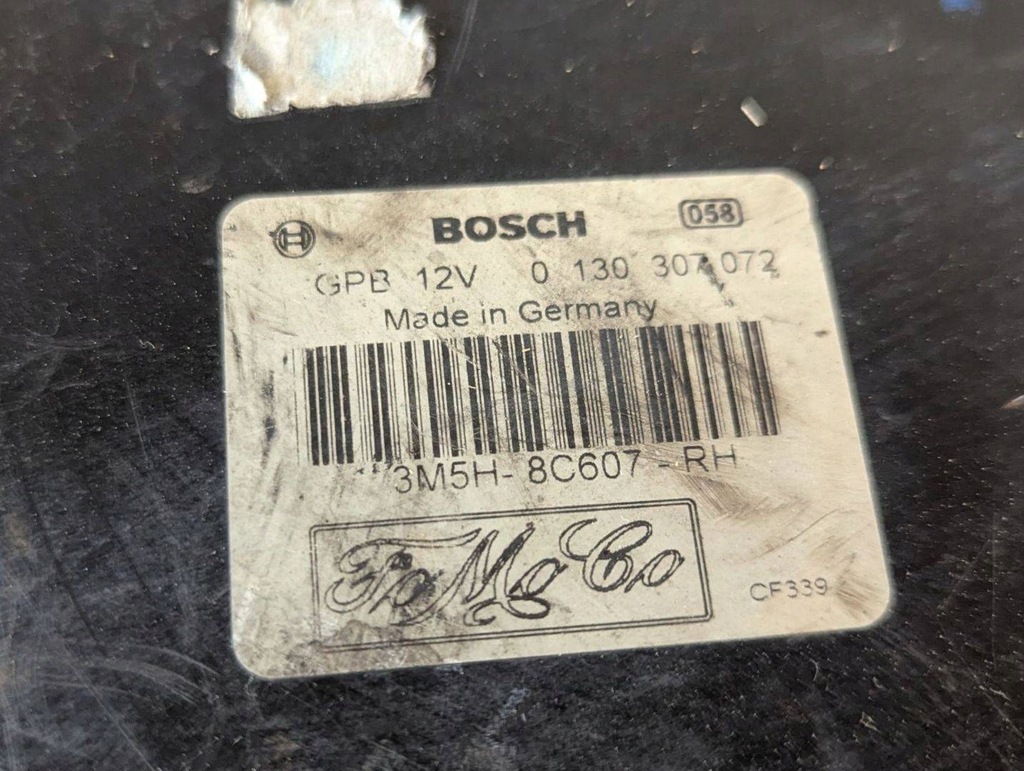 BOSCH 058
GPB 12V 0 130 307 072
Made in Germany
3M5H- 8C607 - RH
FoMoCo
CF339